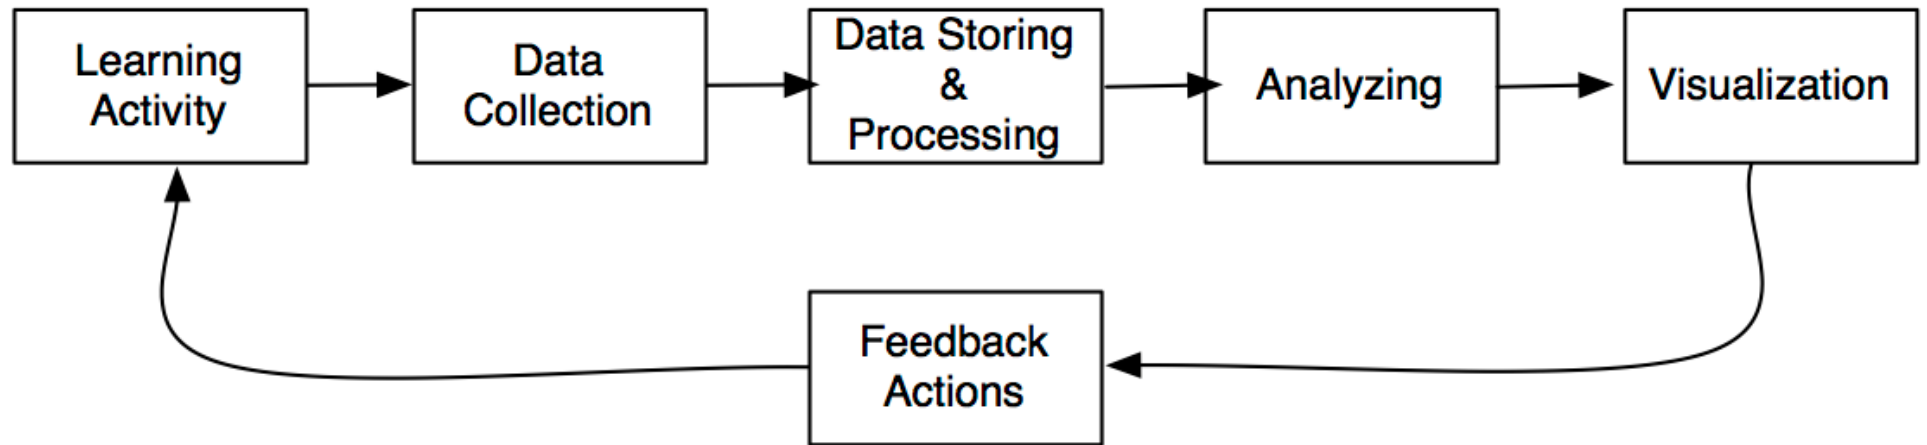 Learning
Activity
Data
Collection
Data Storing
&
Processing
Analyzing
Visualization
Feedback
Actions